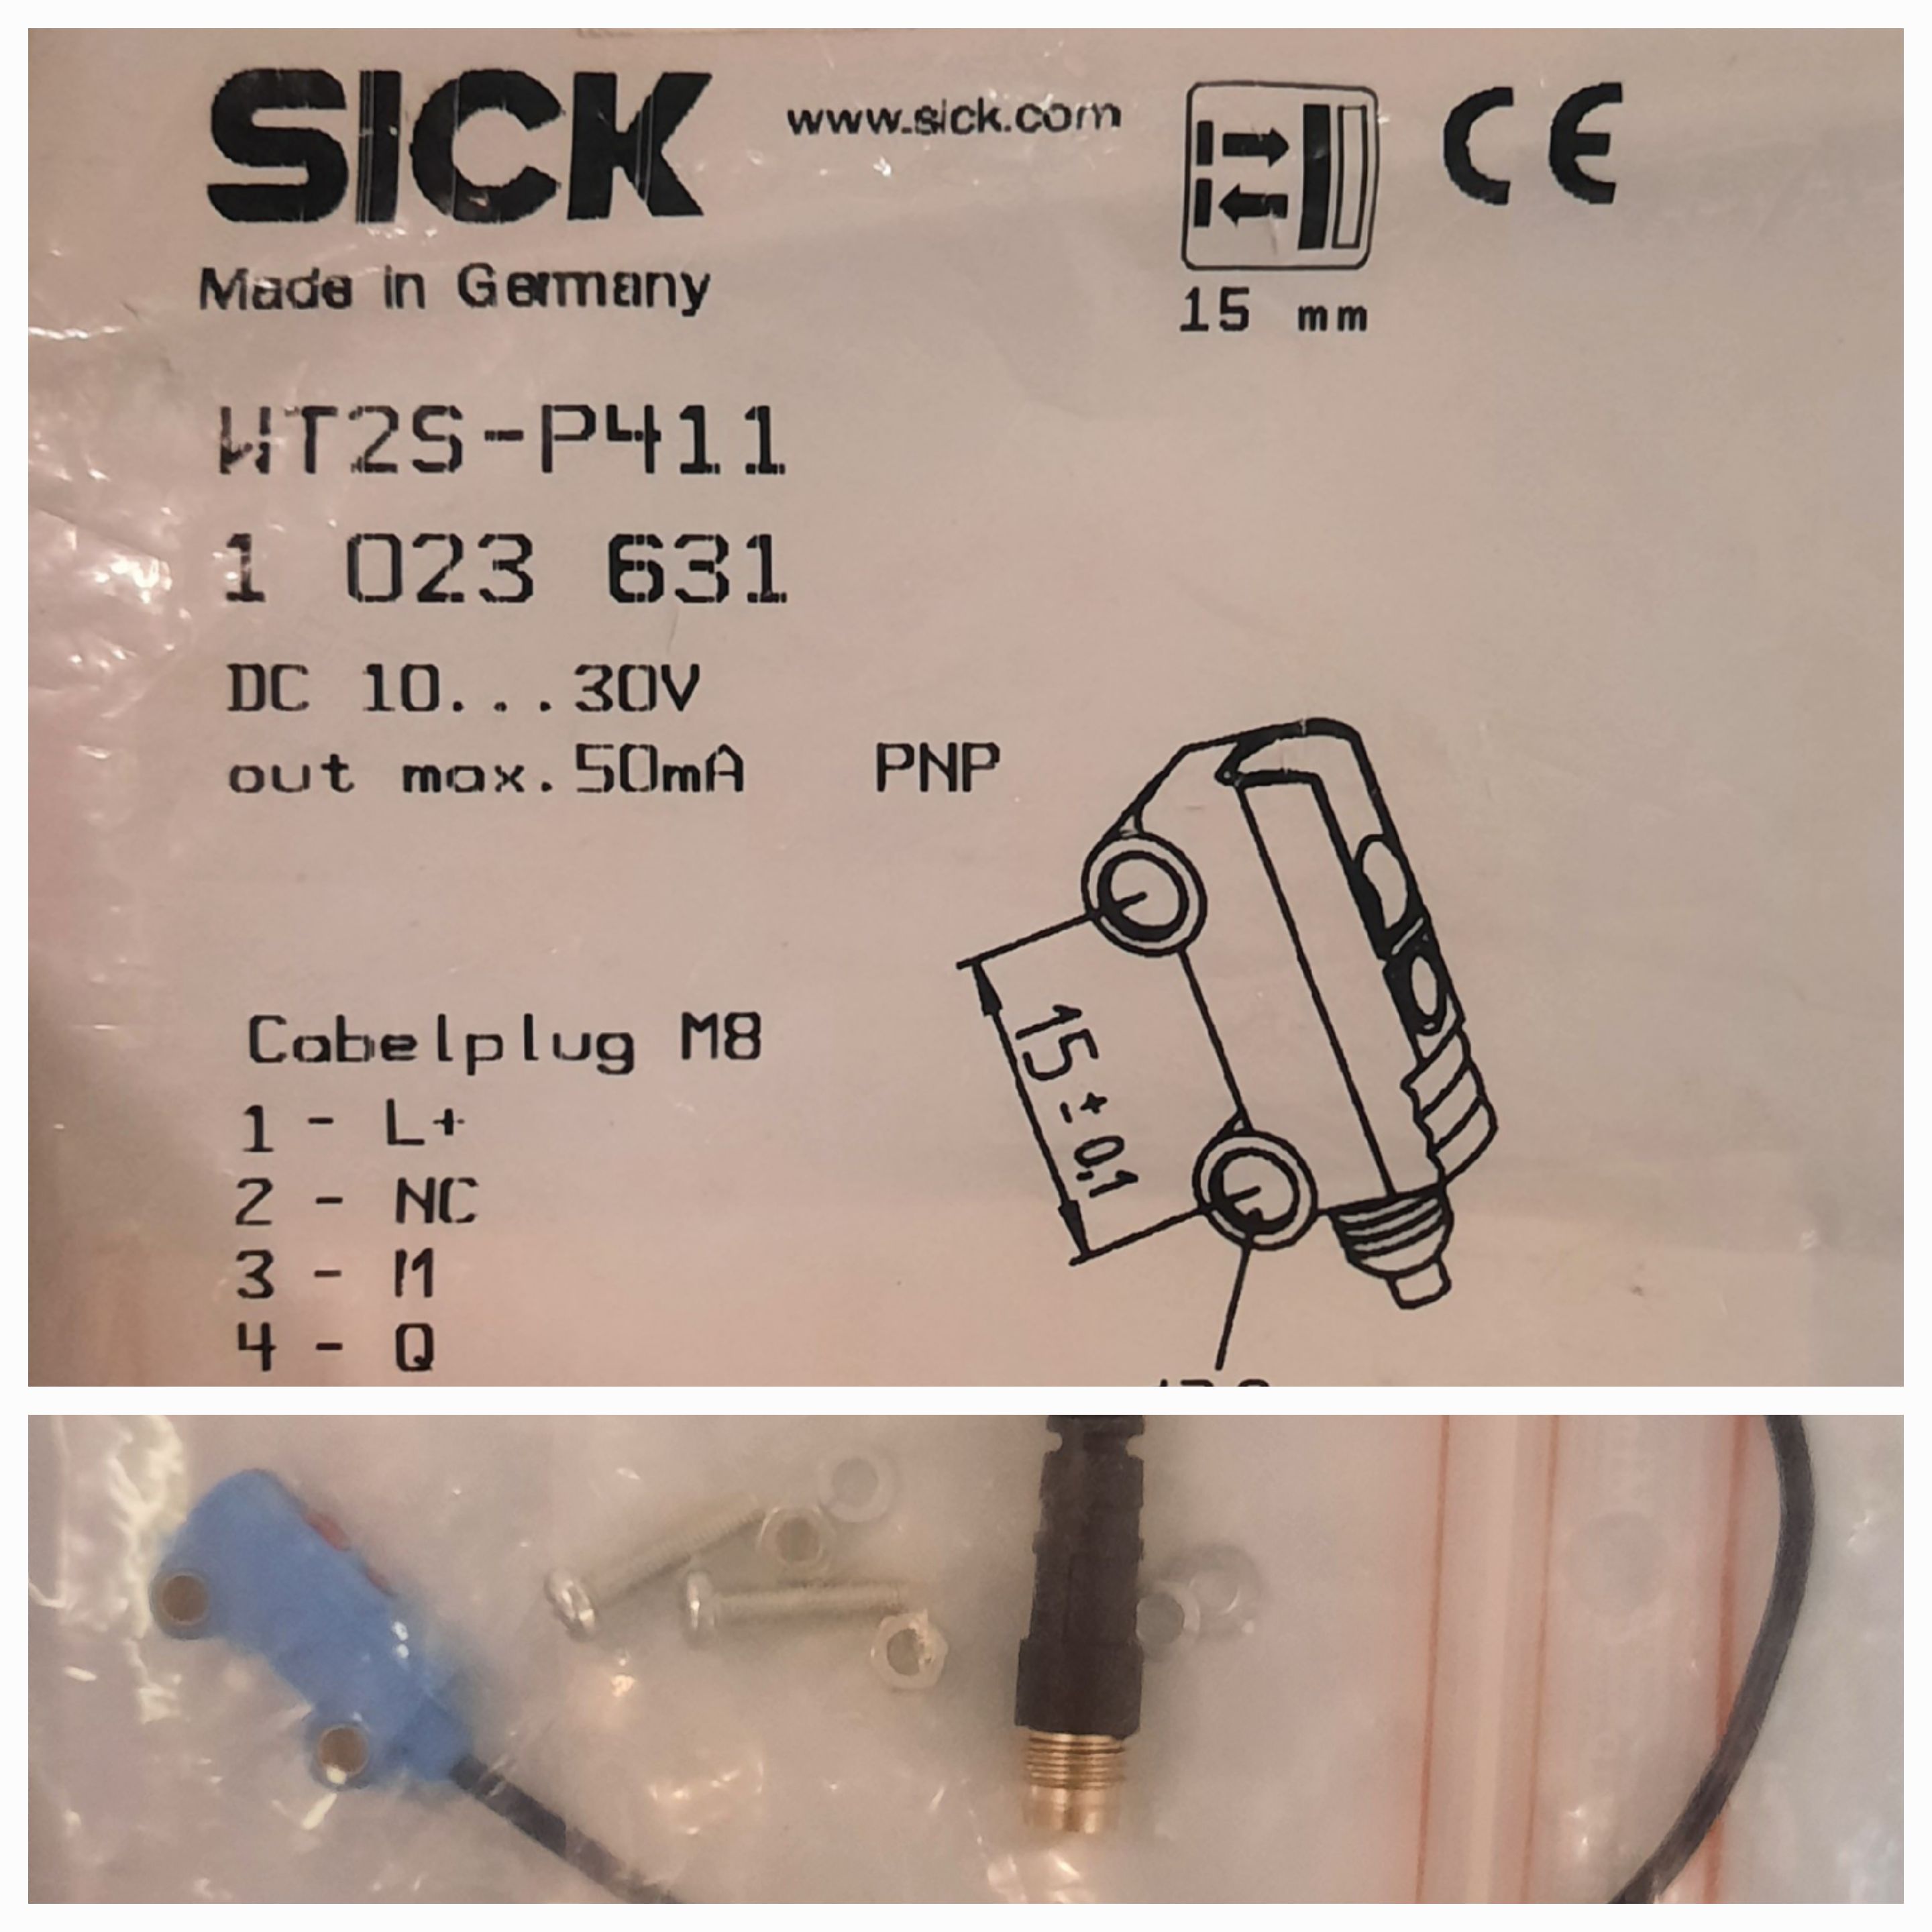 SICK
www.sick.com
CE
Made in Germany
15 mm
WT2S-P411
1 023 631
DC 10...30V
out max.50mA PNP
15±0,1
Cabelplug M8
1 - L+
2 - NC
3 - M
4 - Q